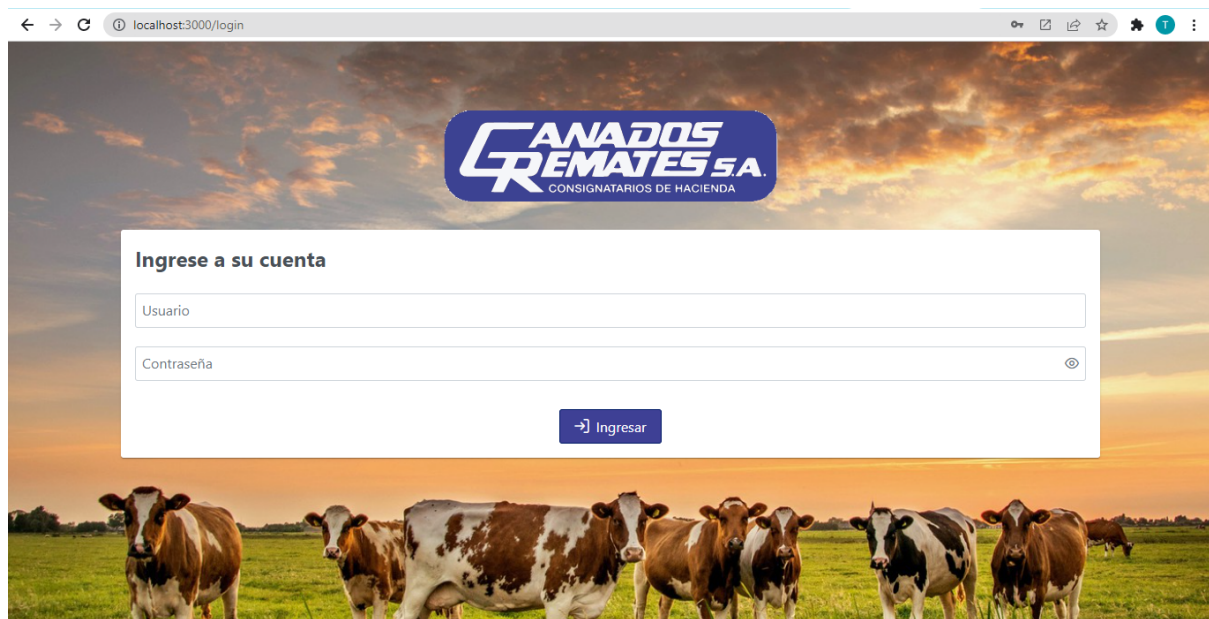 localhost:3000/login
T
GANADOS
REMATES S.A.
CONSIGNATARIOS DE HACIENDA
Ingrese a su cuenta
Usuario
Contraseña
Ingresar